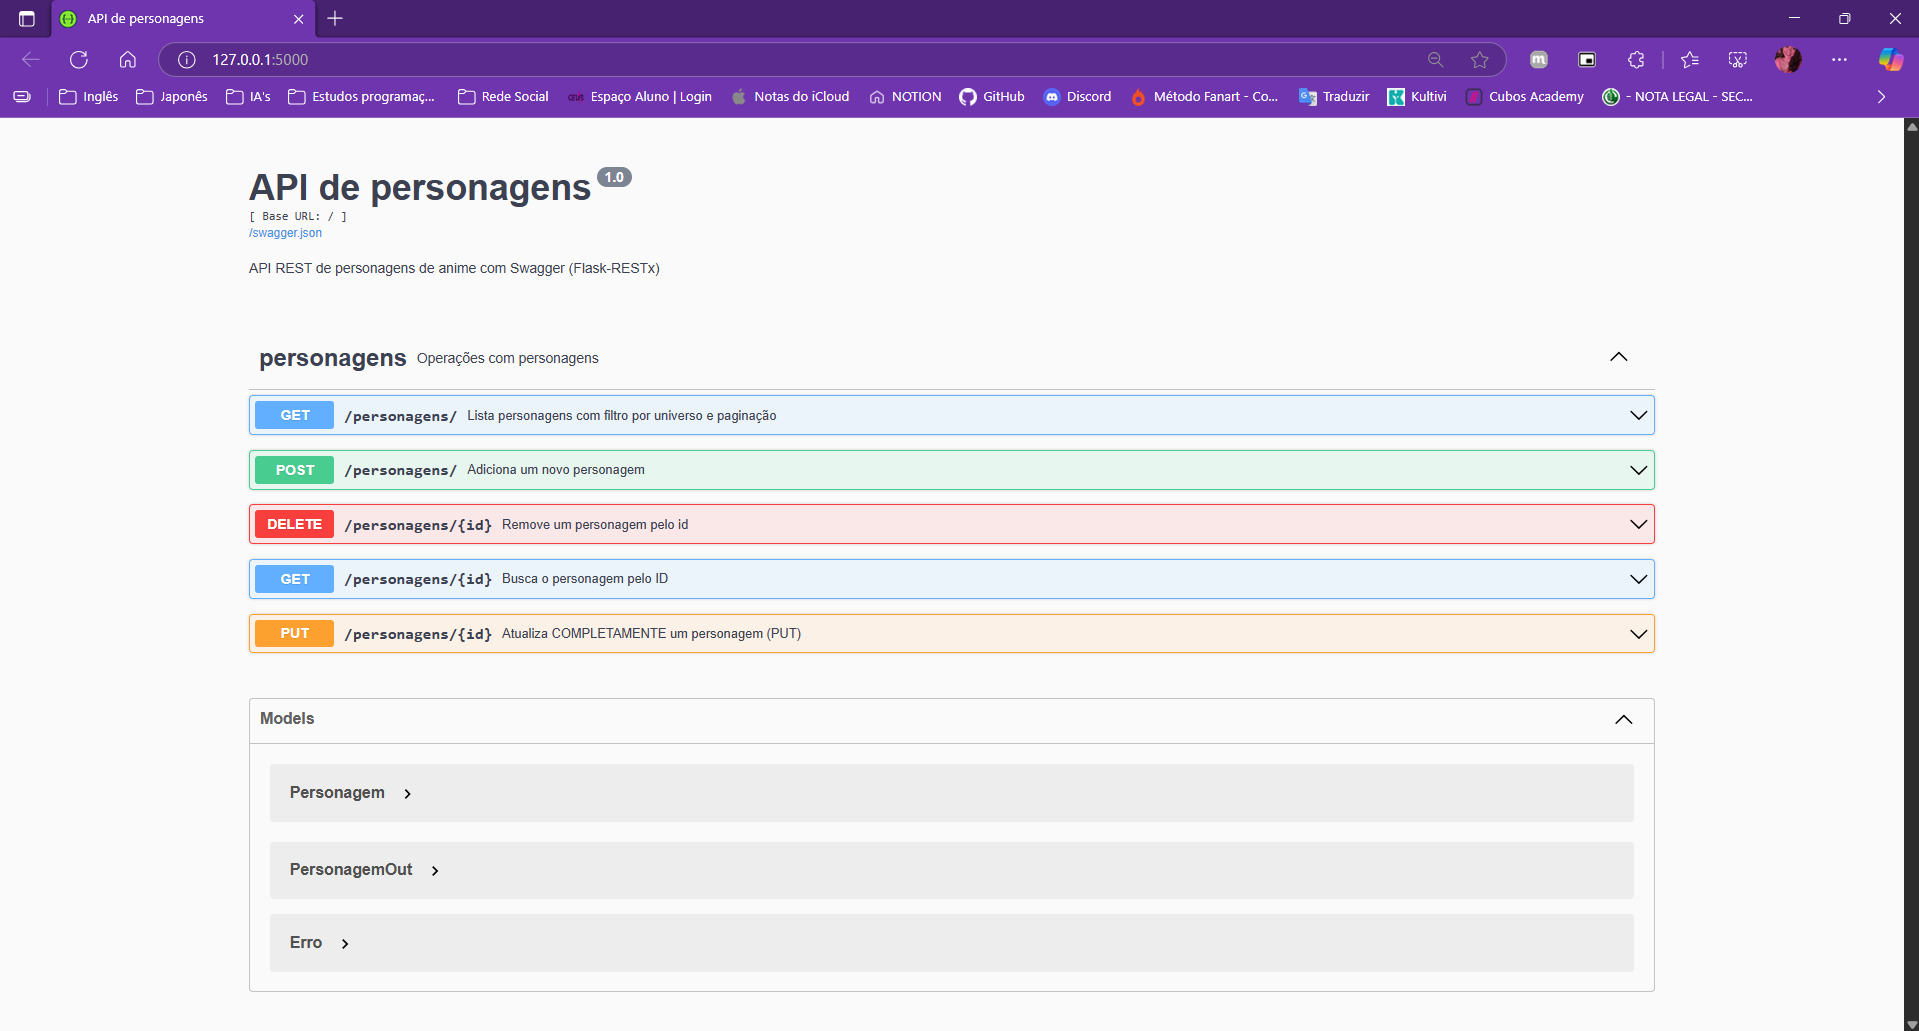 API de personagens
127.0.0.1:5000
Inglês Japonês IA's Estudos programaç... Rede Social Espaço Aluno | Login Notas do iCloud NOTION GitHub Discord Método Fanart - Co... Traduzir Kultivi Cubos Academy - NOTA LEGAL - SEC...
API de personagens 1.0
[ Base URL: / ]
/swagger.json
API REST de personagens de anime com Swagger (Flask-RESTx)
personagens Operações com personagens
GET /personagens/ Lista personagens com filtro por universo e paginação
POST /personagens/ Adiciona um novo personagem
DELETE /personagens/{id} Remove um personagem pelo id
GET /personagens/{id} Busca o personagem pelo ID
PUT /personagens/{id} Atualiza COMPLETAMENTE um personagem (PUT)
Models
Personagem
PersonagemOut
Erro